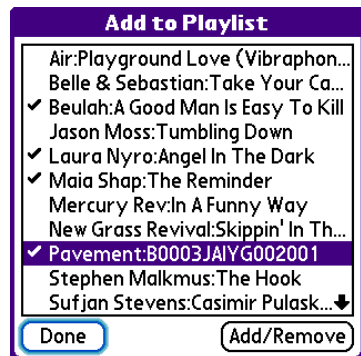 Add to Playlist
Air:Playground Love (Vibraphon...
Belle & Sebastian:Take Your Ca...
Beulah:A Good Man Is Easy To Kill
Jason Moss:Tumbling Down
Laura Nyro:Angel In The Dark
Maia Shap:The Reminder
Mercury Rev:In A Funny Way
New Grass Revival:Skippin' In Th...
Pavement:B0003JAIYG002001
Stephen Malkmus:The Hook
Sufjan Stevens:Casimir Pulask...
Done
Add/Remove